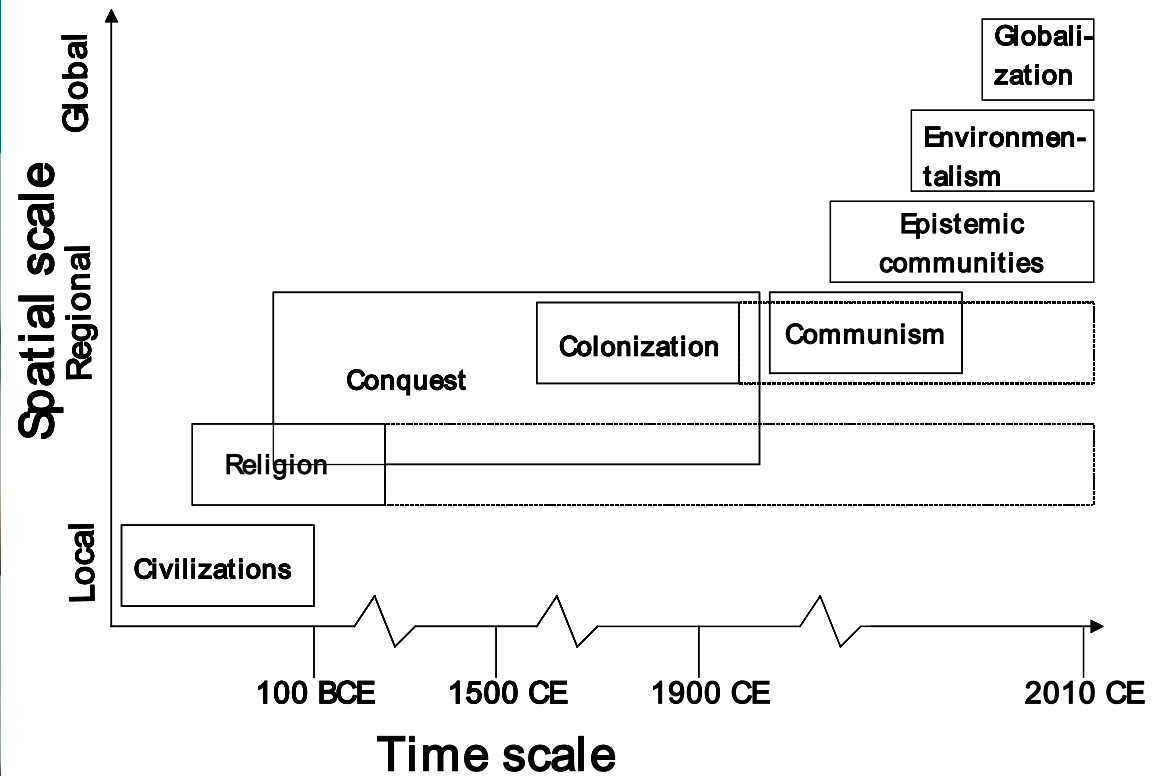 Globali-
zation
Environmen-
talism
Epistemic
communities
Communism
Colonization
Conquest
Religion
Civilizations
Global
Regional
Local
Spatial scale
100 BCE
1500 CE
1900 CE
2010 CE
Time scale